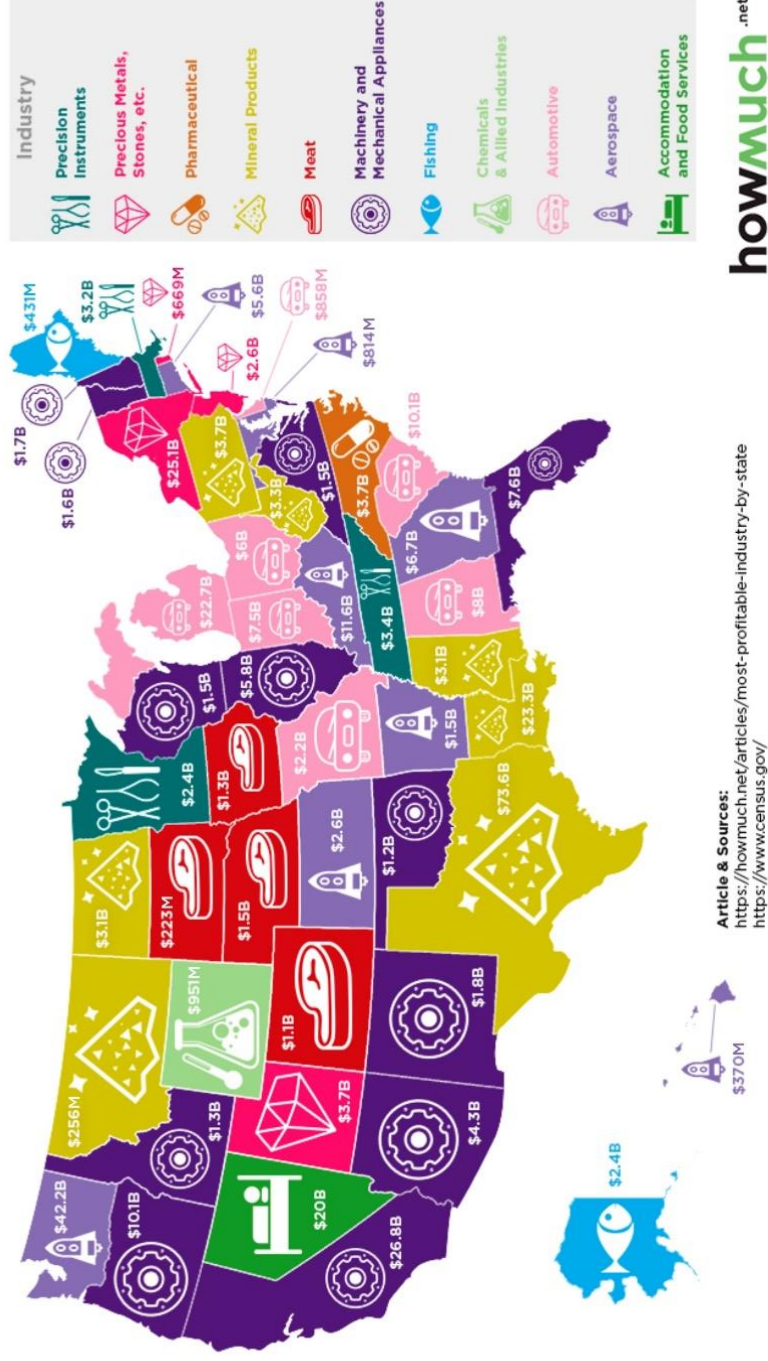 $431M
$1.7B
$1.6B
$3.2B
$669M
$5.6B
$2.6B
$858M
$814M
$25.1B
$3.7B
$3.3B
$1.5B
$3.7B
$10.1B
$6.7B
$7.6B
$6B
$22.7B
$7.5B
$11.6B
$3.4B
$8B
$1.5B
$5.8B
$3.1B
$23.3B
$2.4B
$1.3B
$2.2B
$1.5B
$3.1B
$223M
$1.5B
$2.6B
$1.2B
$73.6B
$256M
$951M
$1.1B
$1.8B
$42.2B
$10.1B
$1.3B
$3.7B
$4.3B
$20B
$26.8B
$2.4B
$370M
Industry
Precision
Instruments
Precious Metals,
Stones, etc.
Pharmaceutical
Mineral Products
Meat
Machinery and
Mechanical Appliances
Fishing
Chemicals
& Allied Industries
Automotive
Aerospace
Accommodation
and Food Services
Article & Sources:
https://howmuch.net/articles/most-profitable-industry-by-state
https://www.census.gov/
howmuch .net